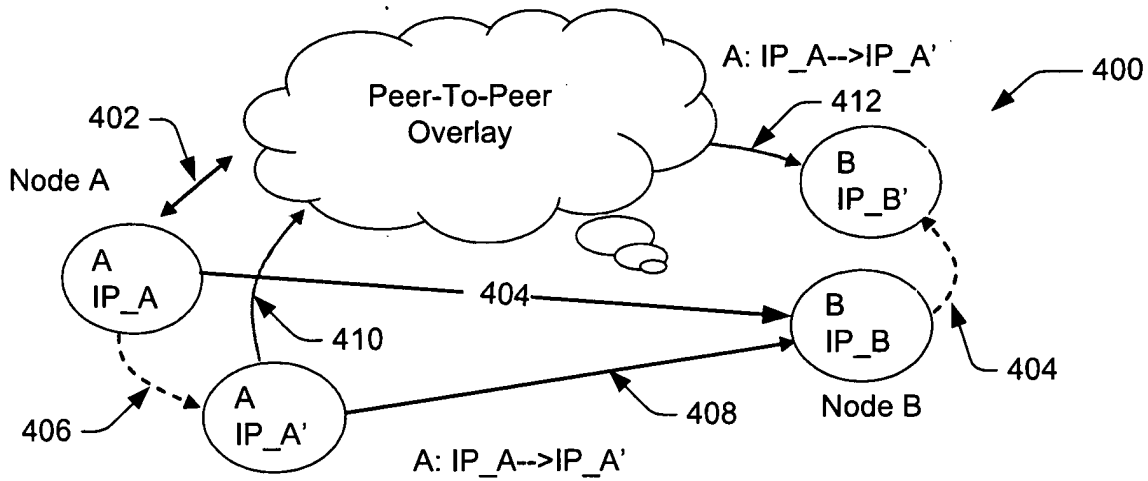 A: IP_A-->IP_A'
400
Peer-To-Peer
Overlay
412
402
Node A
B
IP_B'
A
IP_A
404
B
IP_B
410
404
A
IP_A'
408
Node B
406
A: IP_A-->IP_A'